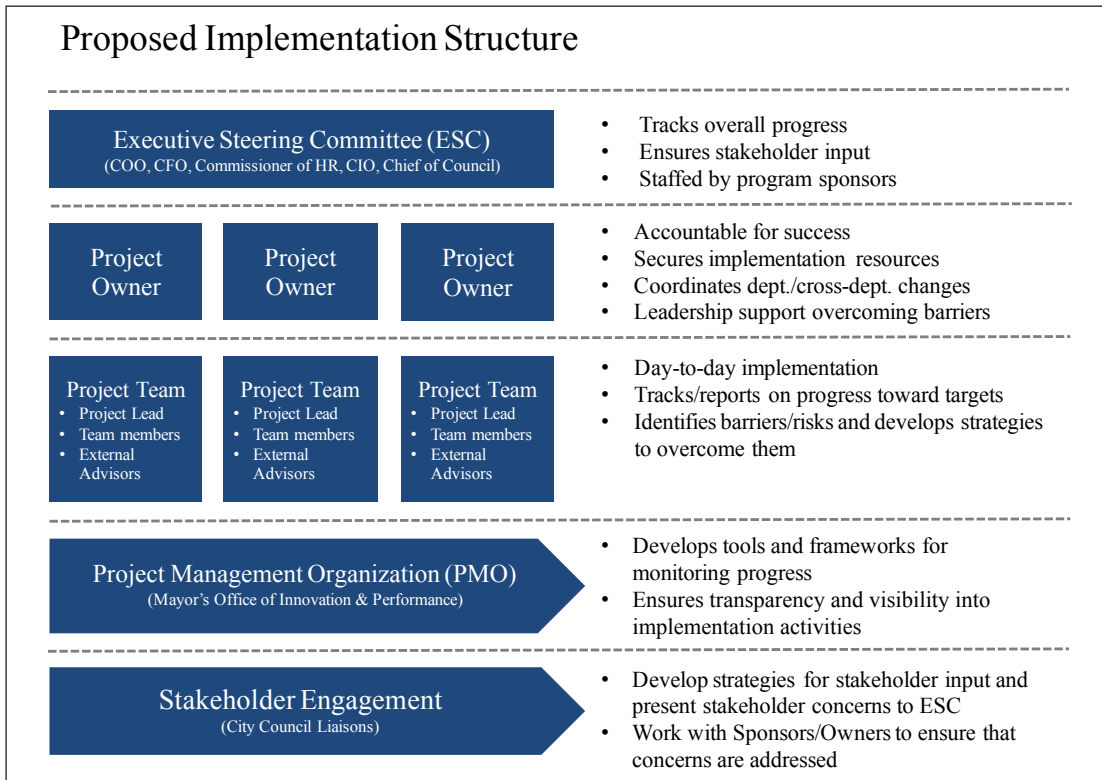 Proposed Implementation Structure
Executive Steering Committee (ESC)
(COO, CFO, Commissioner of HR, CIO, Chief of Council)
• Tracks overall progress
• Ensures stakeholder input
• Staffed by program sponsors
Project
Owner
Project
Owner
Project
Owner
• Accountable for success
• Secures implementation resources
• Coordinates dept./cross-dept. changes
• Leadership support overcoming barriers
Project Team
• Project Lead
• Team members
• External
Advisors
Project Team
• Project Lead
• Team members
• External
Advisors
Project Team
• Project Lead
• Team members
• External
Advisors
• Day-to-day implementation
• Tracks/reports on progress toward targets
• Identifies barriers/risks and develops strategies
to overcome them
Project Management Organization (PMO)
(Mayor's Office of Innovation & Performance)
• Develops tools and frameworks for
monitoring progress
• Ensures transparency and visibility into
implementation activities
Stakeholder Engagement
(City Council Liaisons)
• Develop strategies for stakeholder input and
present stakeholder concerns to ESC
• Work with Sponsors/Owners to ensure that
concerns are addressed